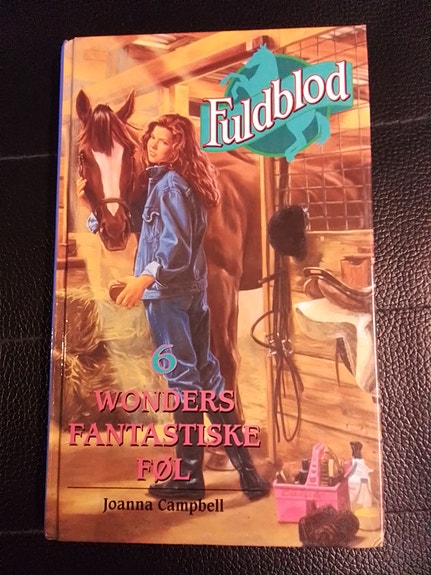 Fuldblod
6
WONDERS
FANTASTISKE
FØL
Joanna Campbell